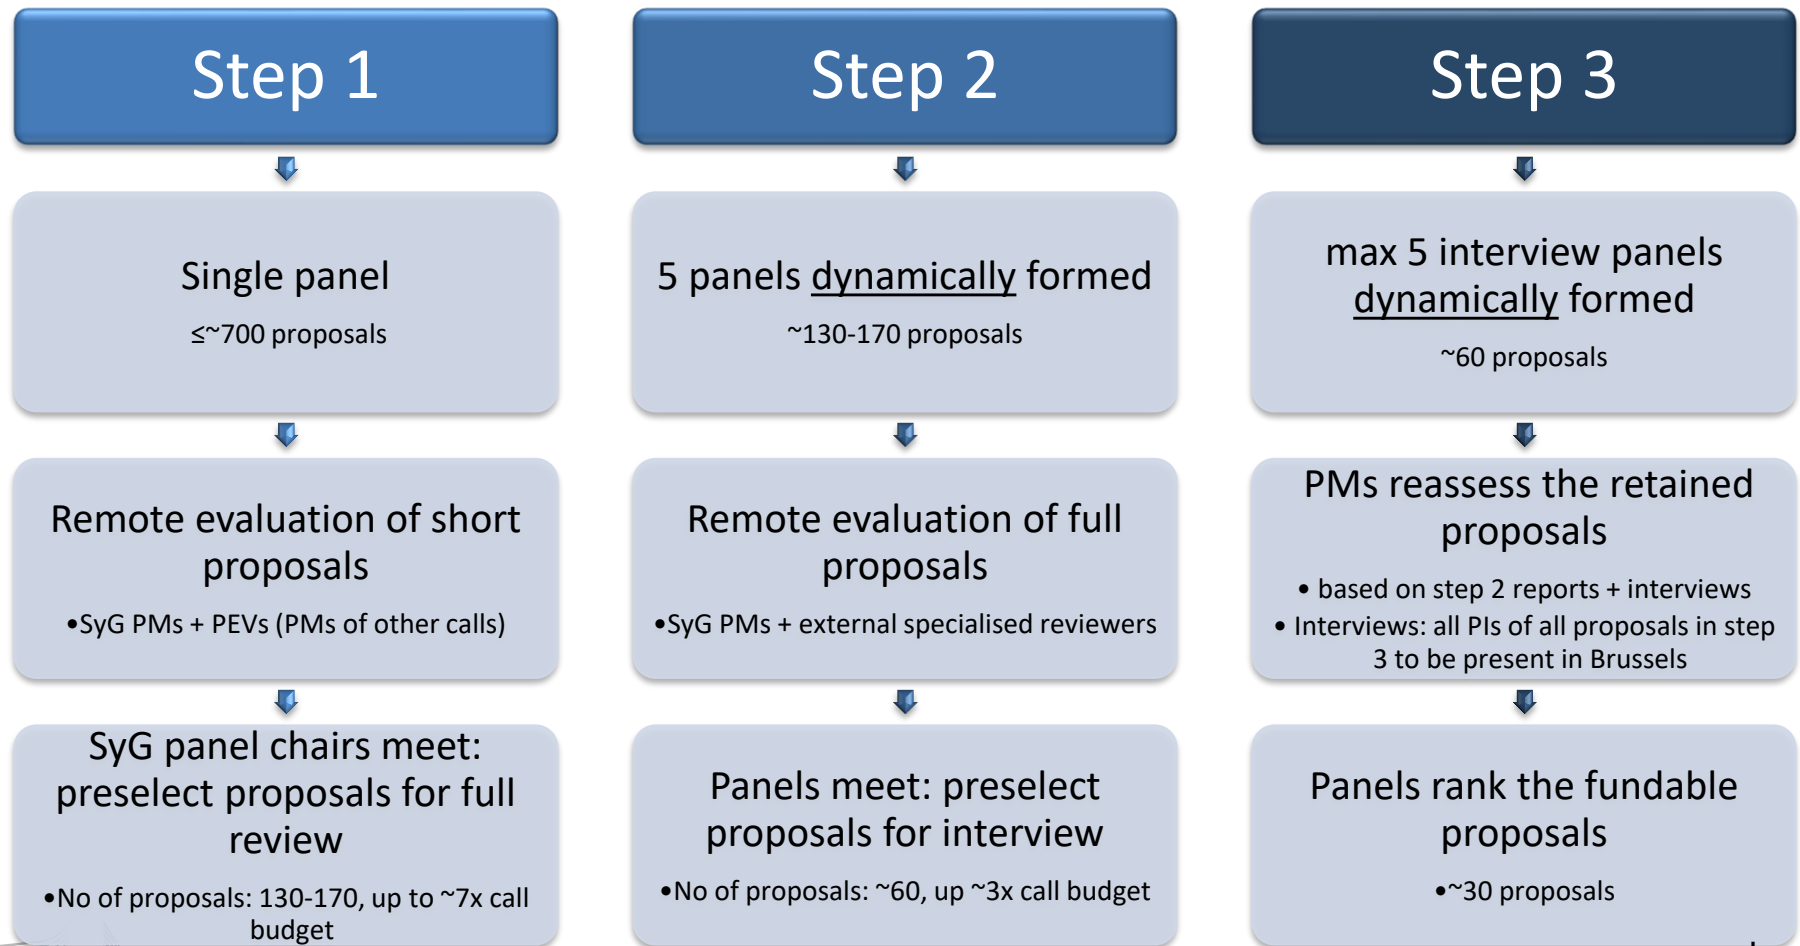 Step 1
Single panel
≤~700 proposals
Remote evaluation of short
proposals
•SyG PMs + PEVs (PMs of other calls)
SyG panel chairs meet:
preselect proposals for full
review
•No of proposals: 130-170, up to ~7x call
budget
Step 2
5 panels dynamically formed
~130-170 proposals
Remote evaluation of full
proposals
•SyG PMs + external specialised reviewers
Panels meet: preselect
proposals for interview
•No of proposals: ~60, up ~3x call budget
Step 3
max 5 interview panels
dynamically formed
~60 proposals
PMs reassess the retained
proposals
• based on step 2 reports + interviews
• Interviews: all PIs of all proposals in step
3 to be present in Brussels
Panels rank the fundable
proposals
•~30 proposals